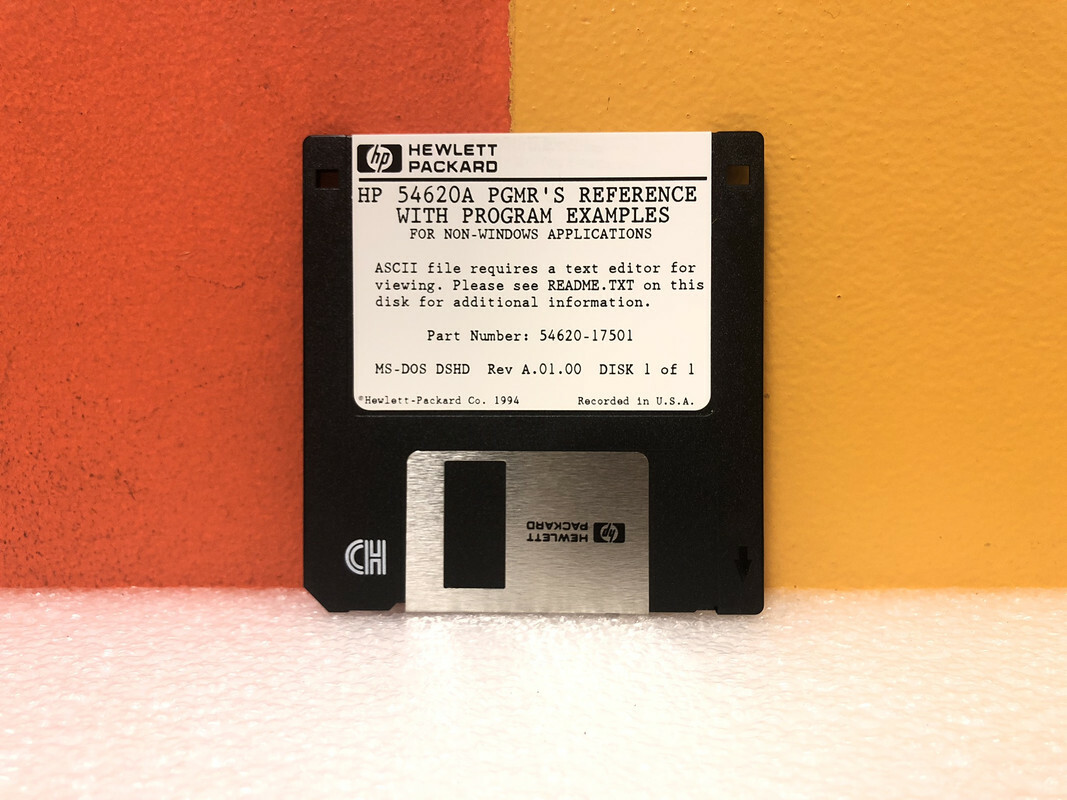 hp HEWLETT
PACKARD
HP 54620A PGMR'S REFERENCE
WITH PROGRAM EXAMPLES
FOR NON-WINDOWS APPLICATIONS
ASCII file requires a text editor for
viewing. Please see README.TXT on this
disk for additional information.
Part Number: 54620-17501
MS-DOS DSHD Rev A.01.00 DISK 1 of 1
©Hewlett-Packard Co. 1994 Recorded in U.S.A.
hp HEWLETT
PACKARD
CH